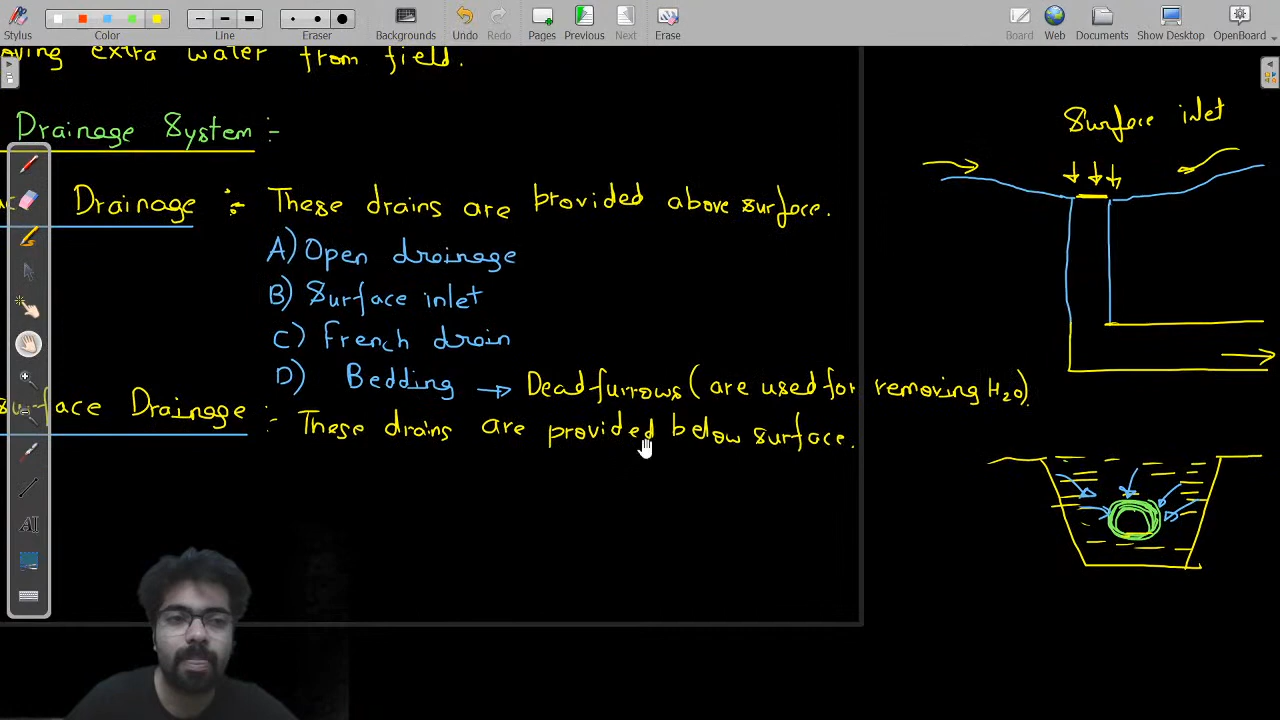 Stylus
Color
Line
Eraser
Backgrounds
Undo
Redo
Pages
Previous
Next
Erase
Board
Web
Documents
Show Desktop
OpenBoard
oving extra water from field.
Drainage System :-
Drainage :- These drains are provided above surface.
A) Open drainage
B) Surface inlet
C) French drain
D) Bedding → Dead furrows (are used for removing H2O).
surface Drainage :- These drains are provided below surface.
Surface inlet